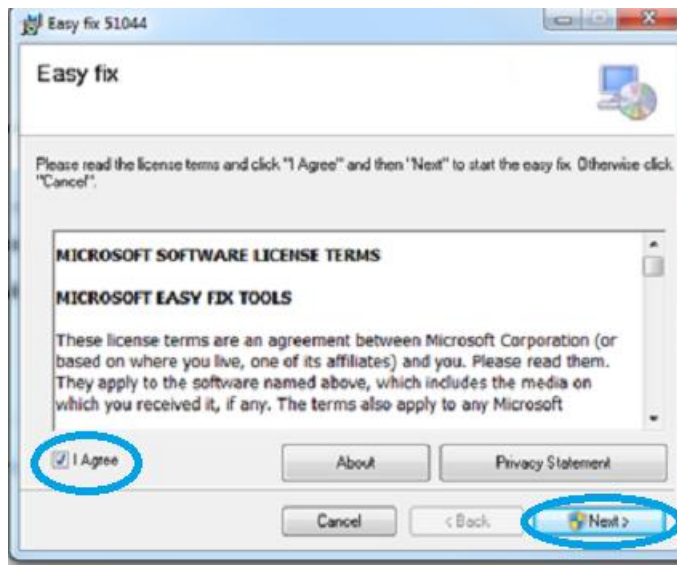 Easy fix 51044
Easy fix
Please read the license terms and click "I Agree" and then "Next" to start the easy fix. Otherwise click
"Cancel".
MICROSOFT SOFTWARE LICENSE TERMS
MICROSOFT EASY FIX TOOLS
These license terms are an agreement between Microsoft Corporation (or
based on where you live, one of its affiliates) and you. Please read them.
They apply to the software named above, which includes the media on
which you received it, if any. The terms also apply to any Microsoft
I Agree
About
Privacy Statement
Cancel
< Back
Next >